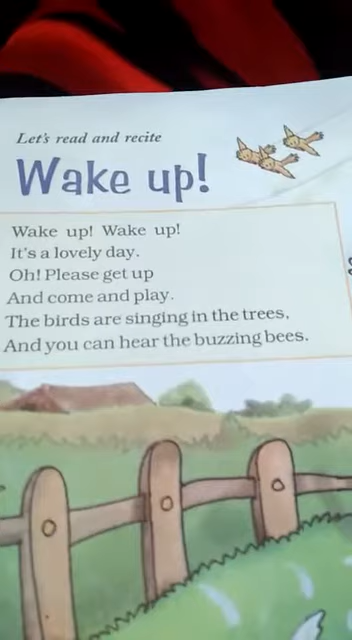 Let's read and recite
Wake up!
Wake up! Wake up!
It's a lovely day.
Oh! Please get up
And come and play.
The birds are singing in the trees,
And you can hear the buzzing bees.